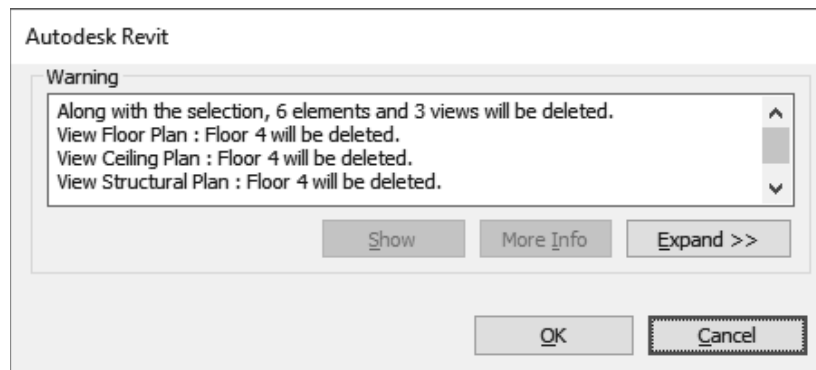 Autodesk Revit
Warning
Along with the selection, 6 elements and 3 views will be deleted.
View Floor Plan : Floor 4 will be deleted.
View Ceiling Plan : Floor 4 will be deleted.
View Structural Plan : Floor 4 will be deleted.
Show More Info Expand >>
OK Cancel